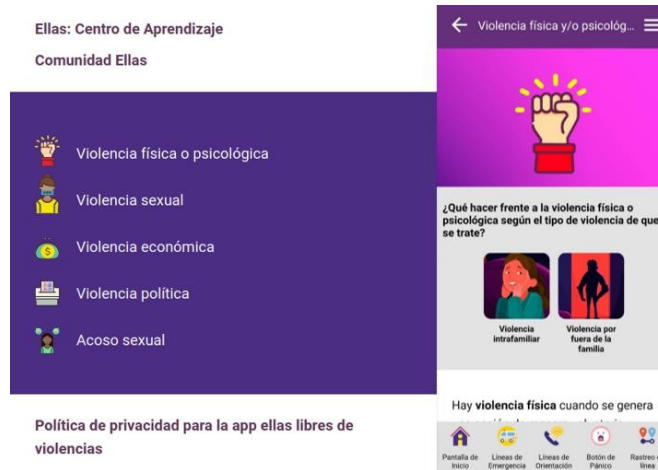 Ellas: Centro de Aprendizaje
Comunidad Ellas
Violencia física o psicológica
Violencia sexual
Violencia económica
Violencia política
Acoso sexual
Política de privacidad para la app ellas libres de
violencias
Violencia física y/o psicológ...
¿Qué hacer frente a la violencia física o
psicológica según el tipo de violencia de que
se trate?
Violencia
intrafamiliar
Violencia por
fuera de la
familia
Hay violencia física cuando se genera
Pantalla de
Inicio
Líneas de
Emergencia
Líneas de
Orientación
Botón de
Pánico
Rastreo
línea